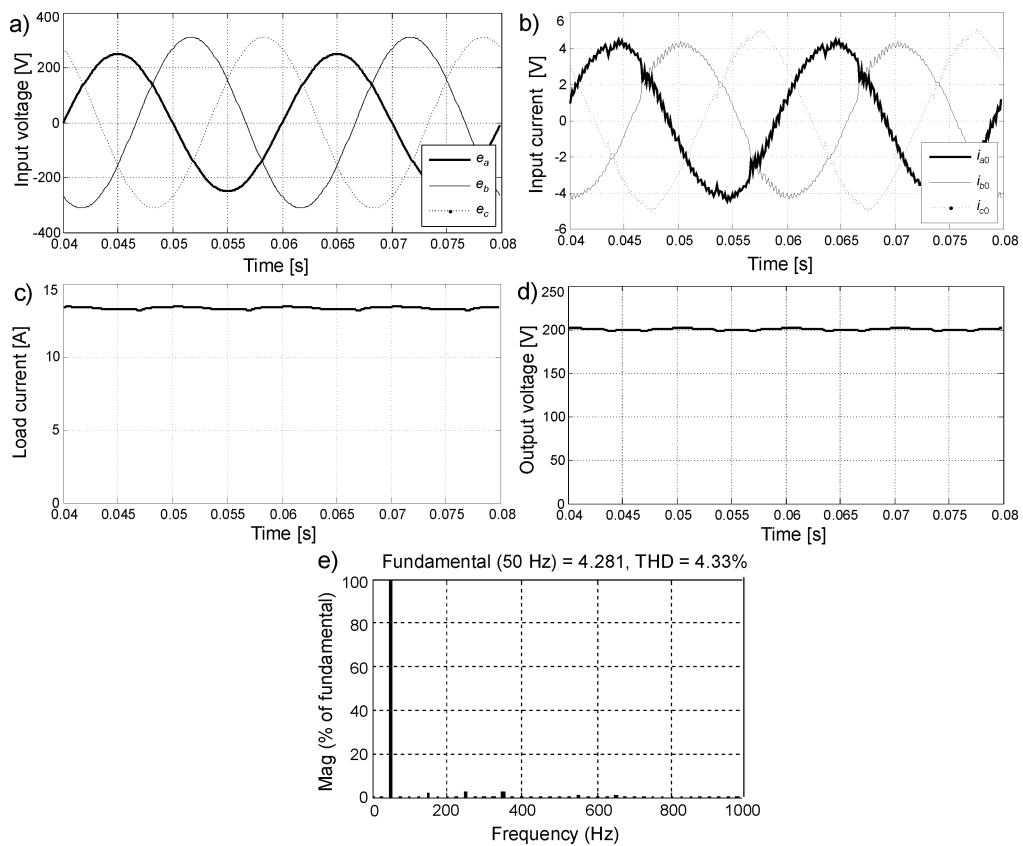 a)
Input voltage [V]
400
200
0
-200
-400
0.04 0.045 0.05 0.055 0.06 0.065 0.07 0.075 0.08
Time [s]
ea
eb
ec
b)
Input current [V]
6
4
2
0
-2
-4
-6
0.04 0.045 0.05 0.055 0.06 0.065 0.07 0.075 0.08
Time [s]
ia0
ib0
ic0
c)
Load current [A]
15
10
5
0
0.04 0.045 0.05 0.055 0.06 0.065 0.07 0.075 0.08
Time [s]
d)
Output voltage [V]
250
200
150
100
50
0
0.04 0.045 0.05 0.055 0.06 0.065 0.07 0.075 0.08
Time [s]
e)
Fundamental (50 Hz) = 4.281, THD = 4.33%
Mag (% of fundamental)
100
80
60
40
20
0
0 200 400 600 800 1000
Frequency (Hz)